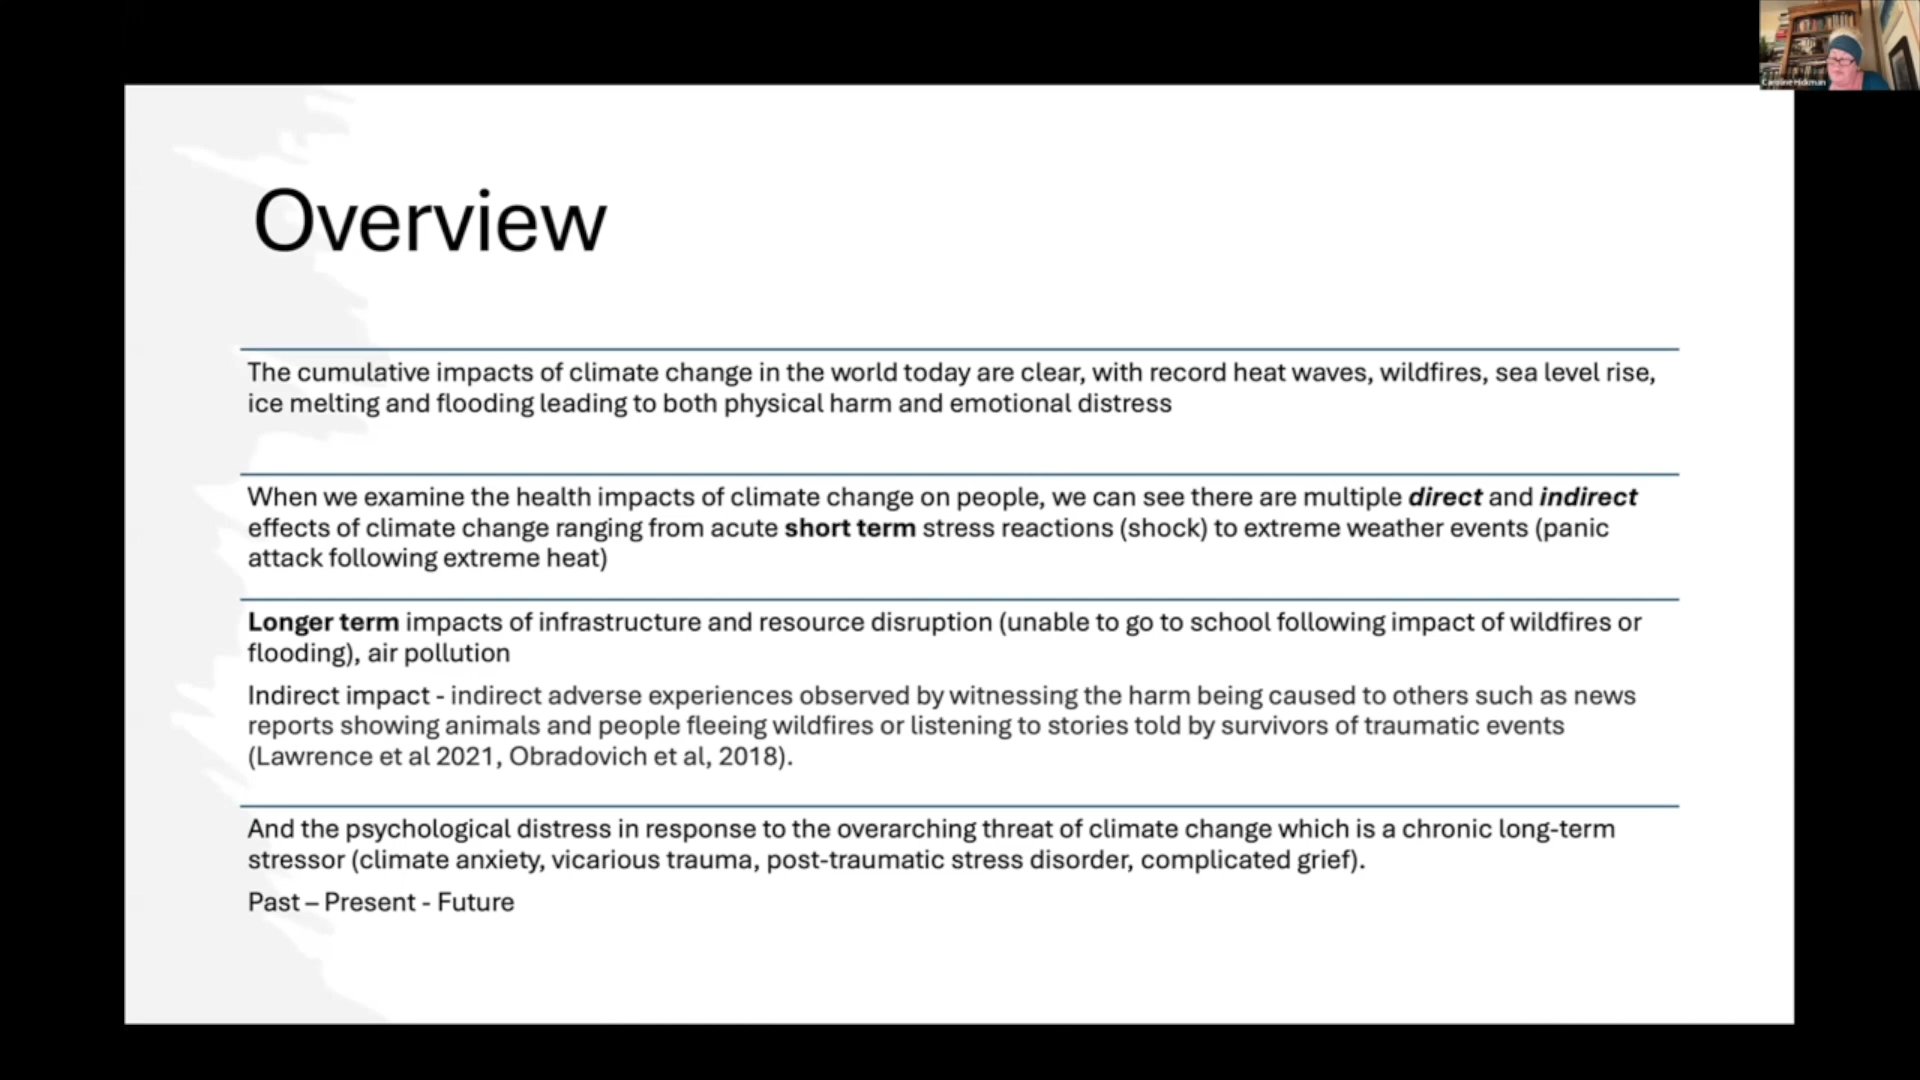 Caroline Hickman
Overview
The cumulative impacts of climate change in the world today are clear, with record heat waves, wildfires, sea level rise,
ice melting and flooding leading to both physical harm and emotional distress
When we examine the health impacts of climate change on people, we can see there are multiple direct and indirect
effects of climate change ranging from acute short term stress reactions (shock) to extreme weather events (panic
attack following extreme heat)
Longer term impacts of infrastructure and resource disruption (unable to go to school following impact of wildfires or
flooding), air pollution
Indirect impact - indirect adverse experiences observed by witnessing the harm being caused to others such as news
reports showing animals and people fleeing wildfires or listening to stories told by survivors of traumatic events
(Lawrence et al 2021, Obradovich et al, 2018).
And the psychological distress in response to the overarching threat of climate change which is a chronic long-term
stressor (climate anxiety, vicarious trauma, post-traumatic stress disorder, complicated grief).
Past – Present - Future